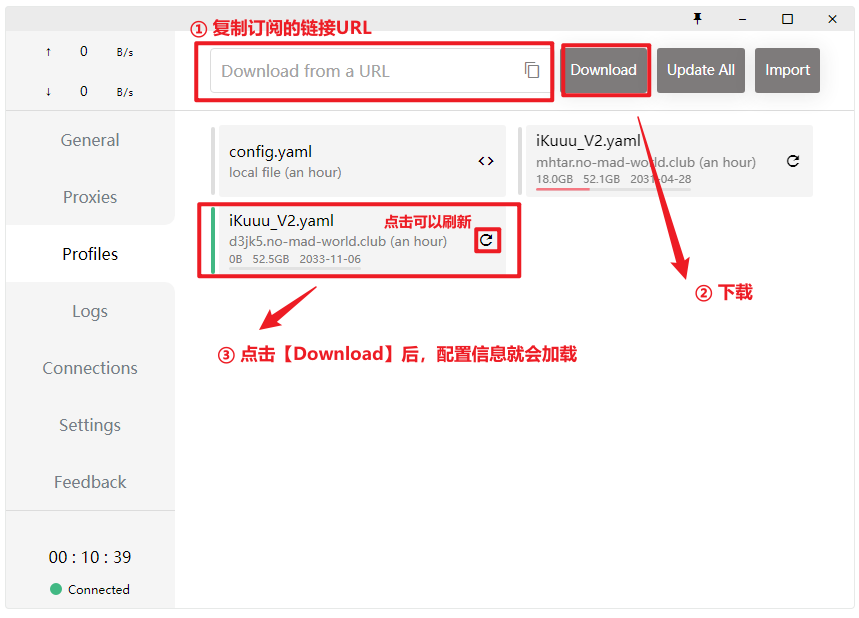 ① 复制订阅的链接URL
↑ 0 B/s
↓ 0 B/s
Download from a URL
Download
Update All
Import
General
Proxies
Profiles
Logs
Connections
Settings
Feedback
00 : 10 : 39
Connected
config.yaml
local file (an hour)
<>
iKuuu_V2.yaml
mhtar.no-mad-world.club (an hour)
18.0GB 52.1GB 2031-04-28
iKuuu_V2.yaml
点击可以刷新
d3jk5.no-mad-world.club (an hour)
0B 52.5GB 2033-11-06
② 下载
③ 点击【Download】后，配置信息就会加载